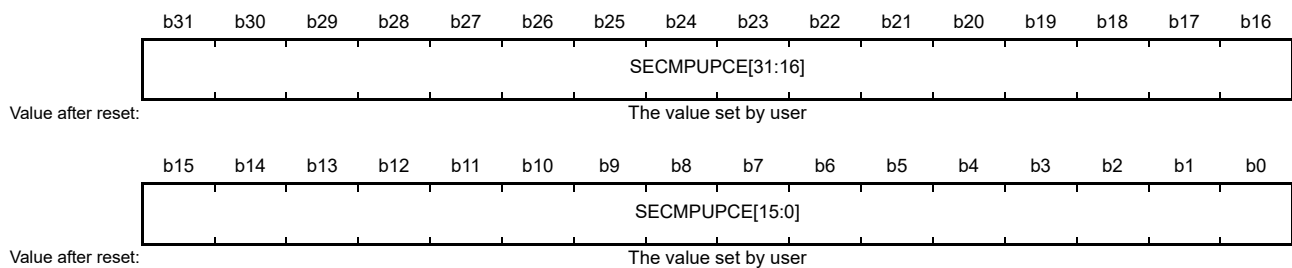 b31 b30 b29 b28 b27 b26 b25 b24 b23 b22 b21 b20 b19 b18 b17 b16
SECMPUPCE[31:16]
Value after reset: The value set by user
b15 b14 b13 b12 b11 b10 b9 b8 b7 b6 b5 b4 b3 b2 b1 b0
SECMPUPCE[15:0]
Value after reset: The value set by user